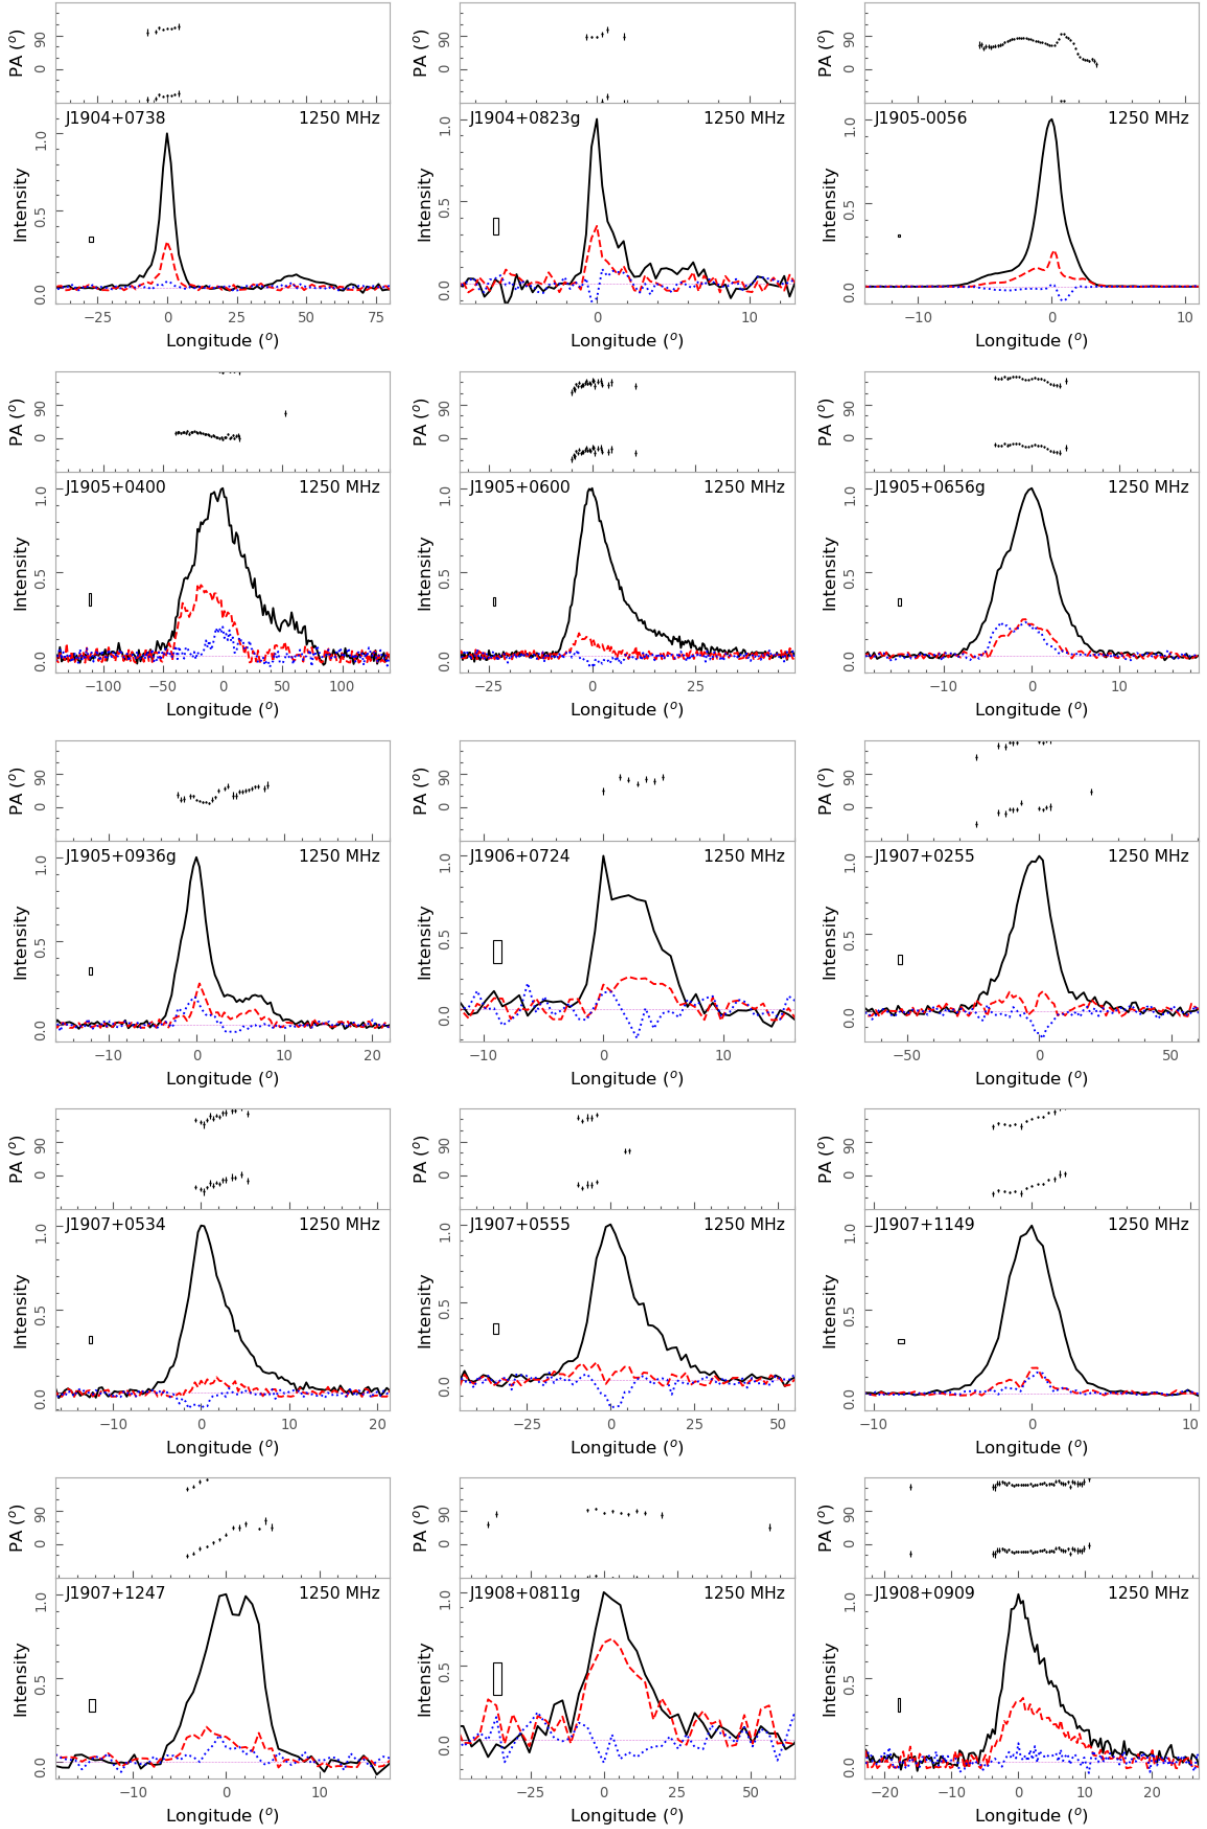 PA (°) 90 0
PA (°) 90 0
PA (°) 90 0
J1904+0738 1250 MHz
J1904+0823g 1250 MHz
J1905-0056 1250 MHz
Intensity 1.0 0.5 0.0
Intensity 1.0 0.5 0.0
Intensity 1.0 0.5 0.0
−25 0 25 50 75
0 10
−10 0 10
Longitude (°)
Longitude (°)
Longitude (°)
PA (°) 90 0
PA (°) 90 0
PA (°) 90 0
J1905+0400 1250 MHz
J1905+0600 1250 MHz
J1905+0656g 1250 MHz
Intensity 1.0 0.5 0.0
Intensity 1.0 0.5 0.0
Intensity 1.0 0.5 0.0
−100 −50 0 50 100
−25 0 25
−10 0 10
Longitude (°)
Longitude (°)
Longitude (°)
PA (°) 90 0
PA (°) 90 0
PA (°) 90 0
J1905+0936g 1250 MHz
J1906+0724 1250 MHz
J1907+0255 1250 MHz
Intensity 1.0 0.5 0.0
Intensity 1.0 0.5 0.0
Intensity 1.0 0.5 0.0
−10 0 10 20
−10 0 10
−50 0 50
Longitude (°)
Longitude (°)
Longitude (°)
PA (°) 90 0
PA (°) 90 0
PA (°) 90 0
J1907+0534 1250 MHz
J1907+0555 1250 MHz
J1907+1149 1250 MHz
Intensity 1.0 0.5 0.0
Intensity 1.0 0.5 0.0
Intensity 1.0 0.5 0.0
−10 0 10 20
−25 0 25 50
−10 0 10
Longitude (°)
Longitude (°)
Longitude (°)
PA (°) 90 0
PA (°) 90 0
PA (°) 90 0
J1907+1247 1250 MHz
J1908+0811g 1250 MHz
J1908+0909 1250 MHz
Intensity 1.0 0.5 0.0
Intensity 1.0 0.5 0.0
Intensity 1.0 0.5 0.0
−10 0 10
−25 0 25 50
−20 −10 0 10 20
Longitude (°)
Longitude (°)
Longitude (°)